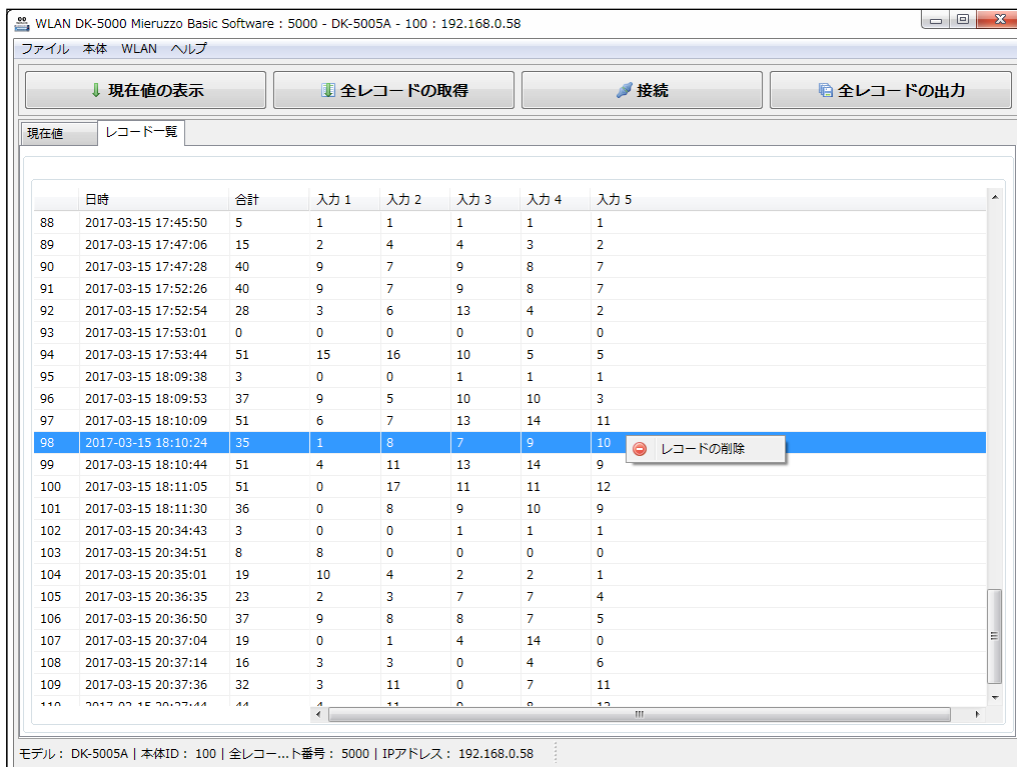 WLAN DK-5000 Mieruzzo Basic Software : 5000 - DK-5005A - 100 : 192.168.0.58
ファイル 本体 WLAN ヘルプ
現在値の表示 全レコードの取得 接続 全レコードの出力
現在値 レコード一覧
日時 合計 入力 1 入力 2 入力 3 入力 4 入力 5
88 2017-03-15 17:45:50 5 1 1 1 1 1
89 2017-03-15 17:47:06 15 2 4 4 3 2
90 2017-03-15 17:47:28 40 9 7 9 8 7
91 2017-03-15 17:52:26 40 9 7 9 8 7
92 2017-03-15 17:52:54 28 3 6 13 4 2
93 2017-03-15 17:53:01 0 0 0 0 0 0
94 2017-03-15 17:53:44 51 15 16 10 5 5
95 2017-03-15 18:09:38 3 0 0 1 1 1
96 2017-03-15 18:09:53 37 9 5 10 10 3
97 2017-03-15 18:10:09 51 6 7 13 14 11
98 2017-03-15 18:10:24 35 1 8 7 9 10 レコードの削除
99 2017-03-15 18:10:44 51 4 11 13 14 9
100 2017-03-15 18:11:05 51 0 17 11 11 12
101 2017-03-15 18:11:30 36 0 8 9 10 9
102 2017-03-15 20:34:43 3 0 0 1 1 1
103 2017-03-15 20:34:51 8 8 0 0 0 0
104 2017-03-15 20:35:01 19 10 4 2 2 1
105 2017-03-15 20:36:35 23 2 3 7 7 4
106 2017-03-15 20:36:50 37 9 8 8 7 5
107 2017-03-15 20:37:04 19 0 1 4 14 0
108 2017-03-15 20:37:14 16 3 3 0 4 6
109 2017-03-15 20:37:36 32 3 11 0 7 11
110 2017-03-15 20:37:44 44 4 11
モデル : DK-5005A | 本体ID : 100 | 全レコー...ト番号 : 5000 | IPアドレス : 192.168.0.58